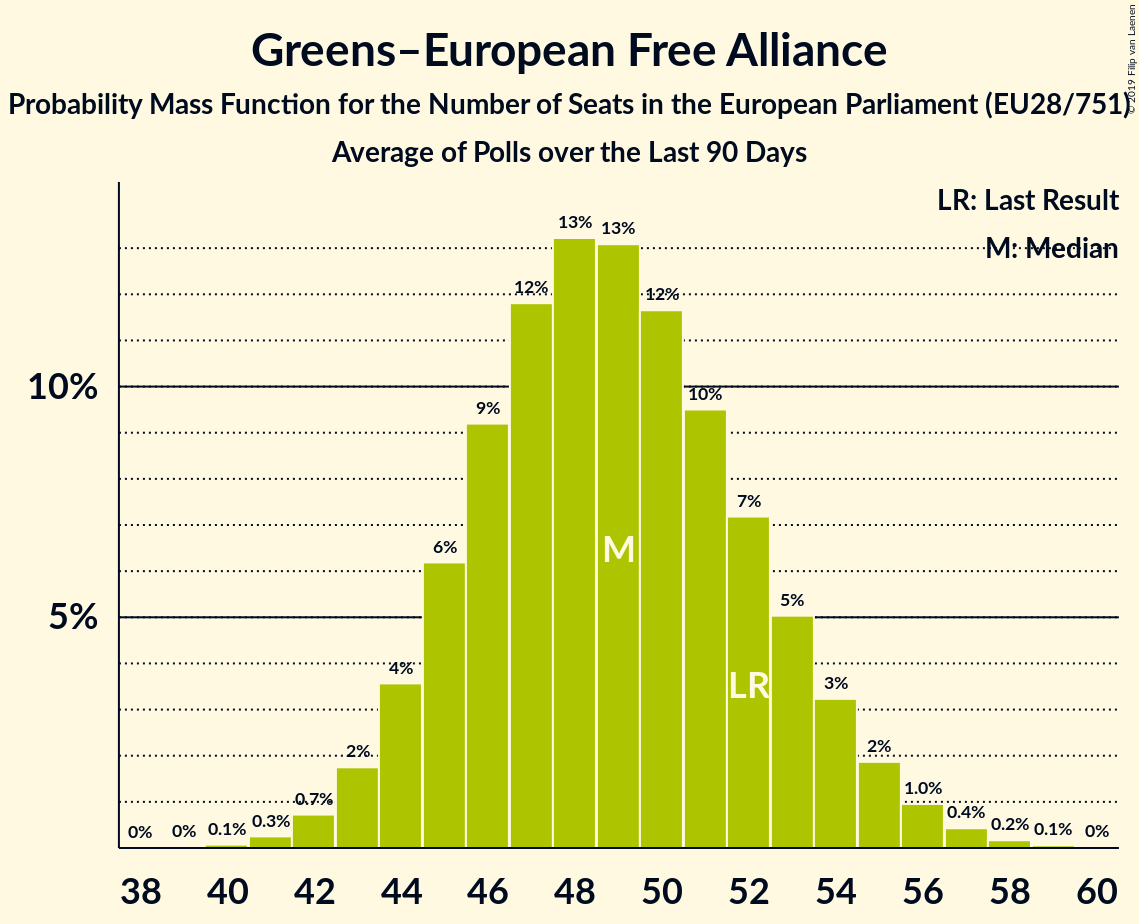 Greens–European Free Alliance
Probability Mass Function for the Number of Seats in the European Parliament (EU28/751)
Average of Polls over the Last 90 Days
© 2019 Filip van Laenen
LR: Last Result
M: Median
10%
5%
0%
0%
0.1%
0.3%
0.7%
2%
4%
6%
9%
12%
13%
13%
12%
10%
7%
5%
3%
2%
1.0%
0.4%
0.2%
0.1%
0%
M
LR
38 40 42 44 46 48 50 52 54 56 58 60